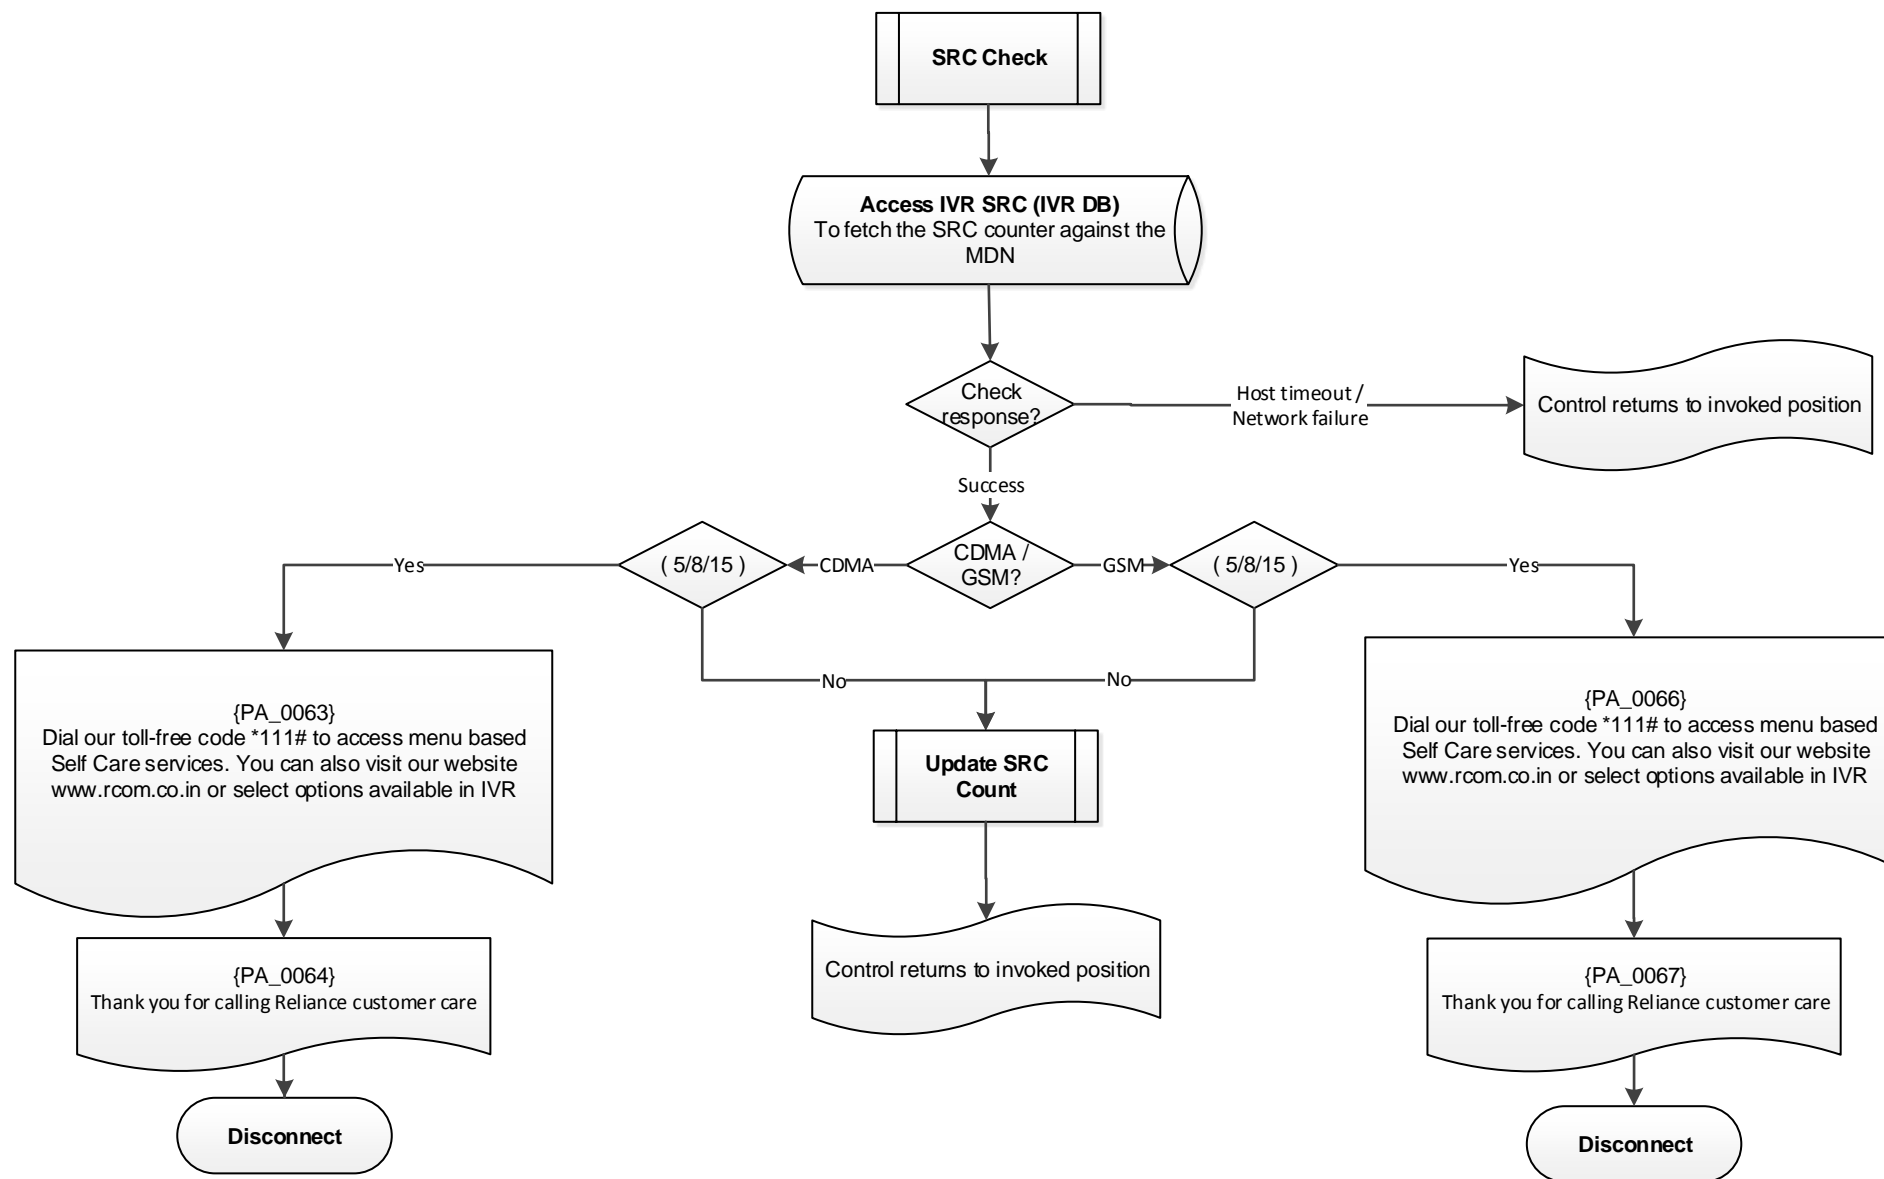 SRC Check
Access IVR SRC (IVR DB)
To fetch the SRC counter against the
MDN
Check
response?
Host timeout /
Network failure
Control returns to invoked position
Success
Yes
( 5/8/15 )
CDMA
CDMA /
GSM?
GSM
( 5/8/15 )
Yes
No
No
{PA_0063}
Dial our toll-free code *111# to access menu based
Self Care services. You can also visit our website
www.rcom.co.in or select options available in IVR
Update SRC
Count
{PA_0066}
Dial our toll-free code *111# to access menu based
Self Care services. You can also visit our website
www.rcom.co.in or select options available in IVR
{PA_0064}
Thank you for calling Reliance customer care
Control returns to invoked position
{PA_0067}
Thank you for calling Reliance customer care
Disconnect
Disconnect